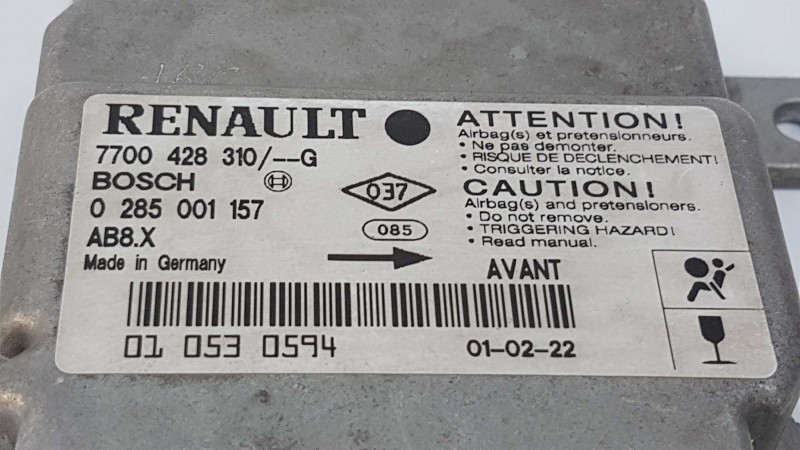 RENAULT
7700 428 310/--G
BOSCH
0 285 001 157
AB8.X
Made in Germany
037
085
ATTENTION!
Airbag(s) et pretensionneurs.
• Ne pas demonter.
• RISQUE DE DECLENCHEMENT!
• Consulter la notice.
CAUTION!
Airbag(s) and pretensioners.
• Do not remove.
• TRIGGERING HAZARD!
• Read manual.
AVANT
01 053 0594
01-02-22